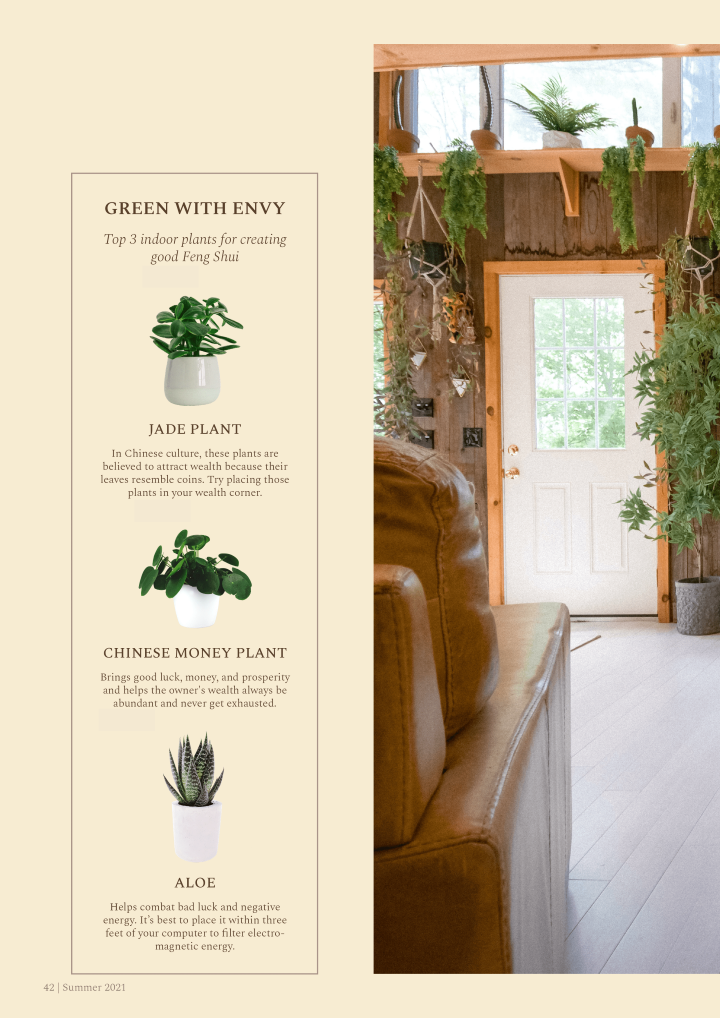 GREEN WITH ENVY
Top 3 indoor plants for creating
good Feng Shui
JADE PLANT
In Chinese culture, these plants are
believed to attract wealth because their
leaves resemble coins. Try placing those
plants in your wealth corner.
CHINESE MONEY PLANT
Brings good luck, money, and prosperity
and helps the owner's wealth always be
abundant and never get exhausted.
ALOE
Helps combat bad luck and negative
energy. It's best to place it within three
feet of your computer to filter electro-
magnetic energy.
42 | Summer 2021